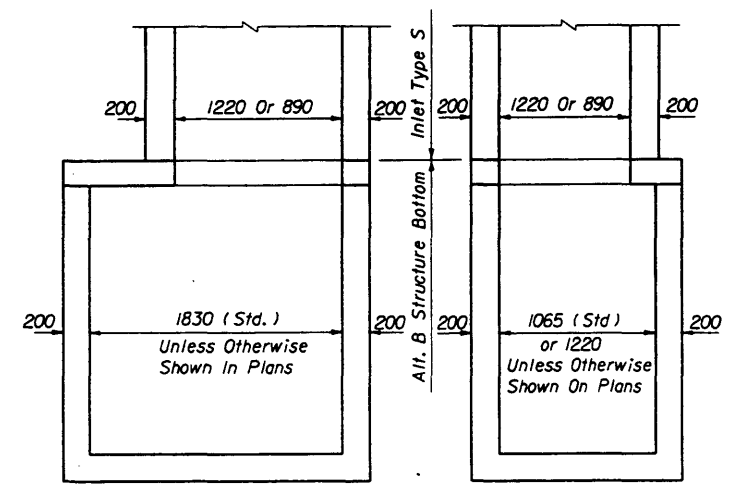 200
1220 Or 890
200
Inlet Type S
200
1220 Or 890
200
Alt. B Structure Bottom
200
1830 (Std.)
Unless Otherwise
Shown In Plans
200
200
1065 (Std)
or 1220
Unless Otherwise
Shown On Plans
200